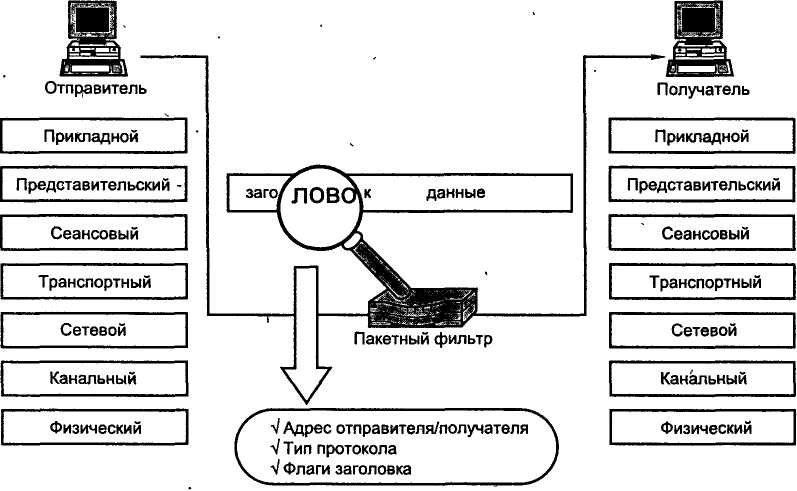 Отправитель
Получатель
Прикладной
Представительский
Сеансовый
Транспортный
Сетевой
Канальный
Физический
заго ЛОВО к данные
Пакетный фильтр
√ Адрес отправителя/получателя
√ Тип протокола
√ Флаги заголовка
Прикладной
Представительский
Сеансовый
Транспортный
Сетевой
Канальный
Физический